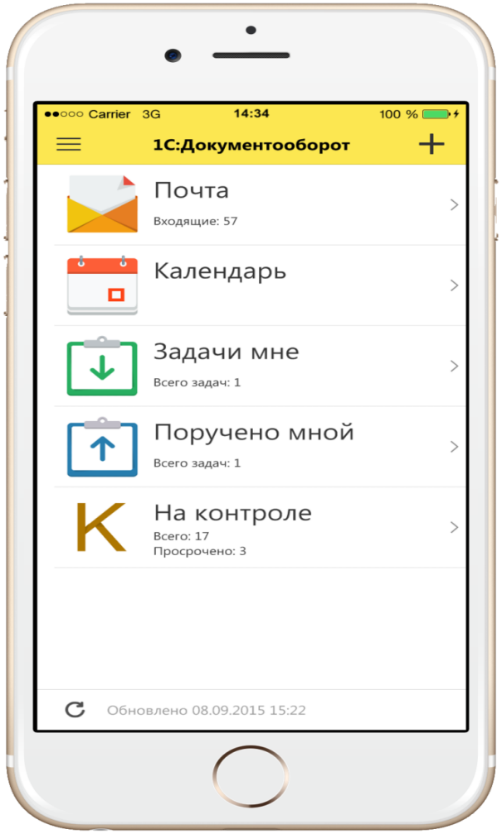 Carrier 3G 14:34 100 %
1С:Документооборот
Почта
Входящие: 57
Календарь
Задачи мне
Всего задач: 1
Поручено мной
Всего задач: 1
К
На контроле
Всего: 17
Просрочено: 3
Обновлено 08.09.2015 15:22